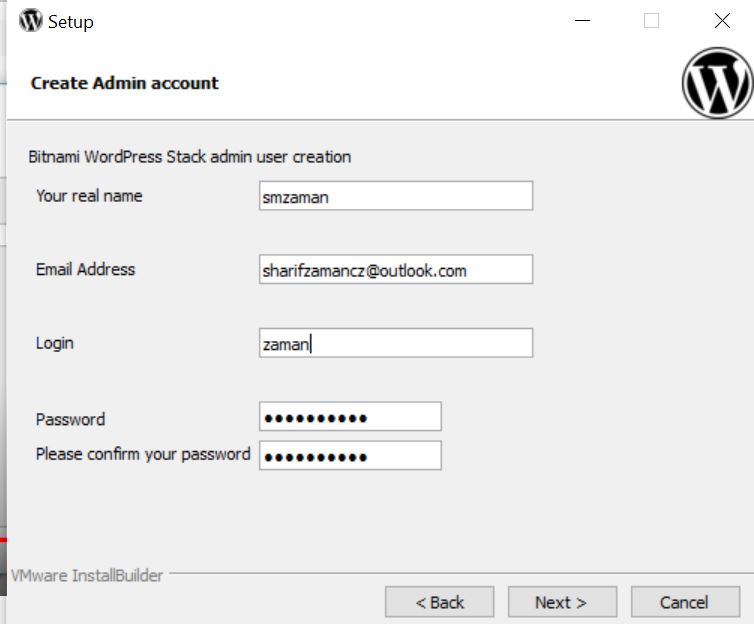 Setup
Create Admin account
Bitnami WordPress Stack admin user creation
Your real name smzaman
Email Address sharifzamancz@outlook.com
Login zaman
Password ••••••••••
Please confirm your password ••••••••••
VMware InstallBuilder
< Back Next > Cancel